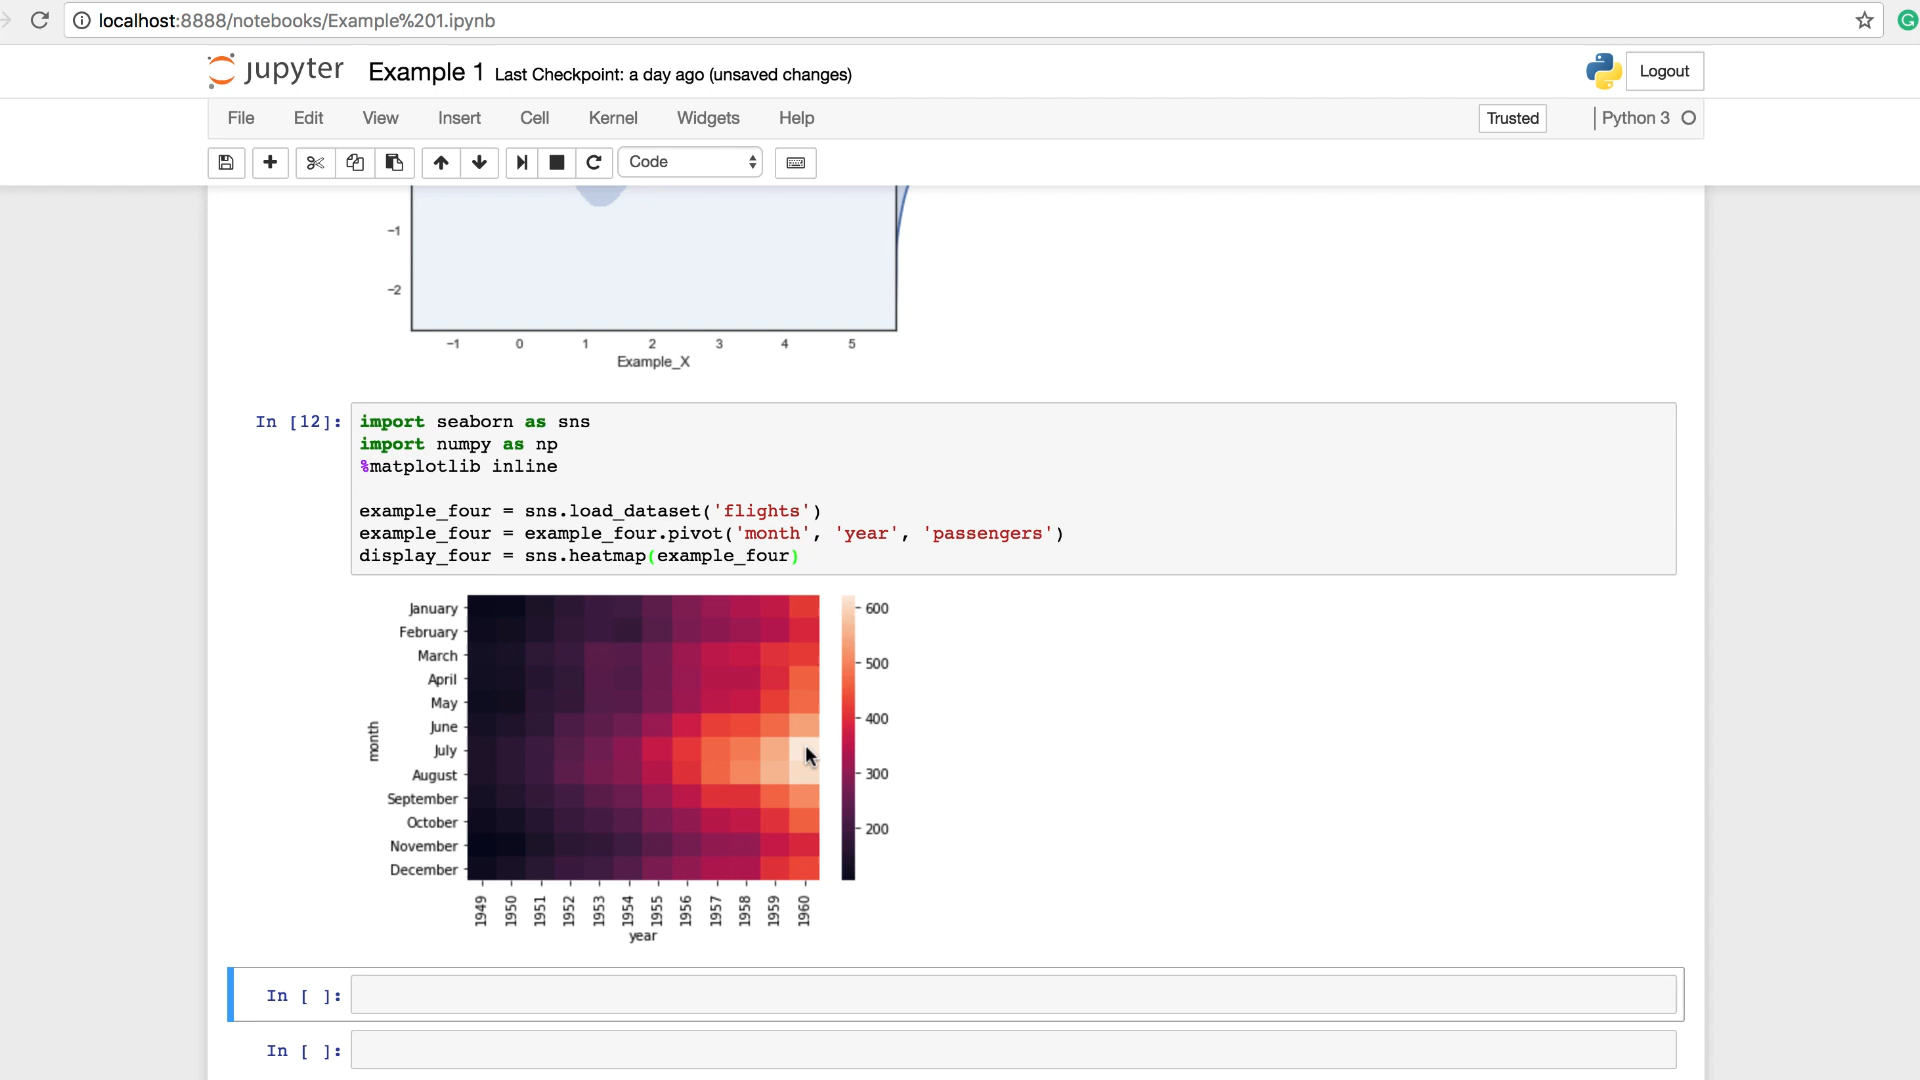 localhost:8888/notebooks/Example%201.ipynb
jupyter Example 1 Last Checkpoint: a day ago (unsaved changes) Logout
File Edit View Insert Cell Kernel Widgets Help Trusted Python 3
Code
−1
−2
−1 0 1 2 3 4 5
Example_X
In [12]: import seaborn as sns
import numpy as np
%matplotlib inline
example_four = sns.load_dataset('flights')
example_four = example_four.pivot('month', 'year', 'passengers')
display_four = sns.heatmap(example_four)
month
January
February
March
April
May
June
July
August
September
October
November
December
600
500
400
300
200
1949 1950 1951 1952 1953 1954 1955 1956 1957 1958 1959 1960
year
In [ ]:
In [ ]: